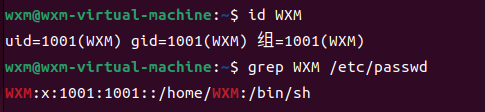 wxm@wxm-virtual-machine:~$ id WXM
uid=1001(WXM) gid=1001(WXM) 组=1001(WXM)
wxm@wxm-virtual-machine:~$ grep WXM /etc/passwd
WXM:x:1001:1001::/home/WXM:/bin/sh